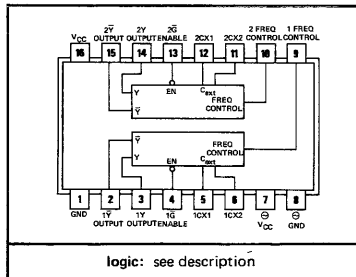 2Ȳ 2Y 2G̅ 2 FREQ 1 FREQ
VCC OUTPUT OUTPUT ENABLE 2CX1 2CX2 CONTROL CONTROL
16 15 14 13 12 11 10 9
Y EN Cext FREQ
CONTROL
Ȳ
Ȳ FREQ
CONTROL
Y
EN Cext
1 2 3 4 5 6 7 8
GND 1Ȳ 1Y 1G̅ 1CX1 1CX2 ⊖ ⊖
OUTPUT OUTPUT ENABLE VCC GND
logic: see description